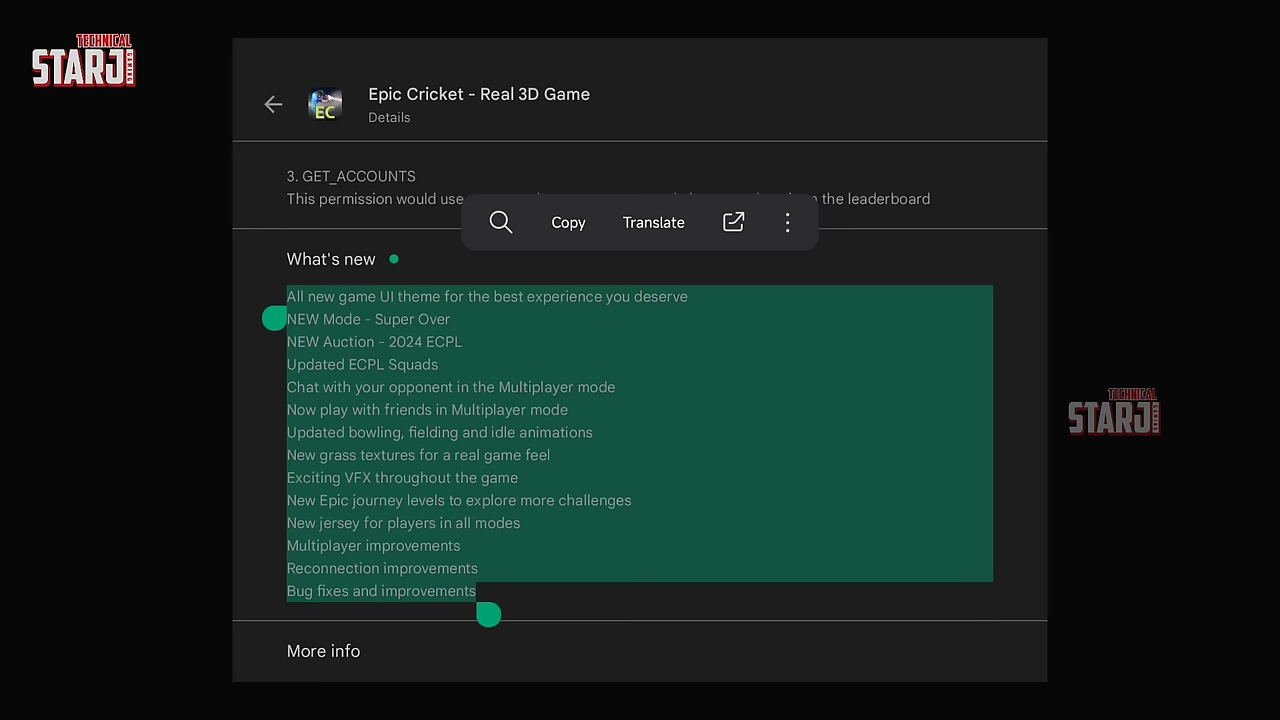 TECHNICAL
STARJI
GAMING
EC
Epic Cricket - Real 3D Game
Details
3. GET_ACCOUNTS
This permission would use the leaderboard
Copy
Translate
What's new
All new game UI theme for the best experience you deserve
NEW Mode - Super Over
NEW Auction - 2024 ECPL
Updated ECPL Squads
Chat with your opponent in the Multiplayer mode
Now play with friends in Multiplayer mode
Updated bowling, fielding and idle animations
New grass textures for a real game feel
Exciting VFX throughout the game
New Epic journey levels to explore more challenges
New jersey for players in all modes
Multiplayer improvements
Reconnection improvements
Bug fixes and improvements
More info
TECHNICAL
STARJI
GAMING